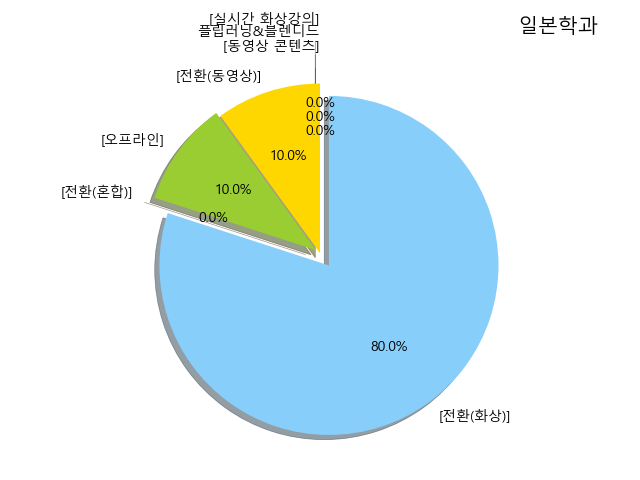 일본학과
[실시간 화상강의]
플립러닝&블렌디드
[동영상 콘텐츠]
[전환(동영상)]
0.0%
0.0%
0.0%
[오프라인]
10.0%
10.0%
[전환(혼합)]
0.0%
80.0%
[전환(화상)]